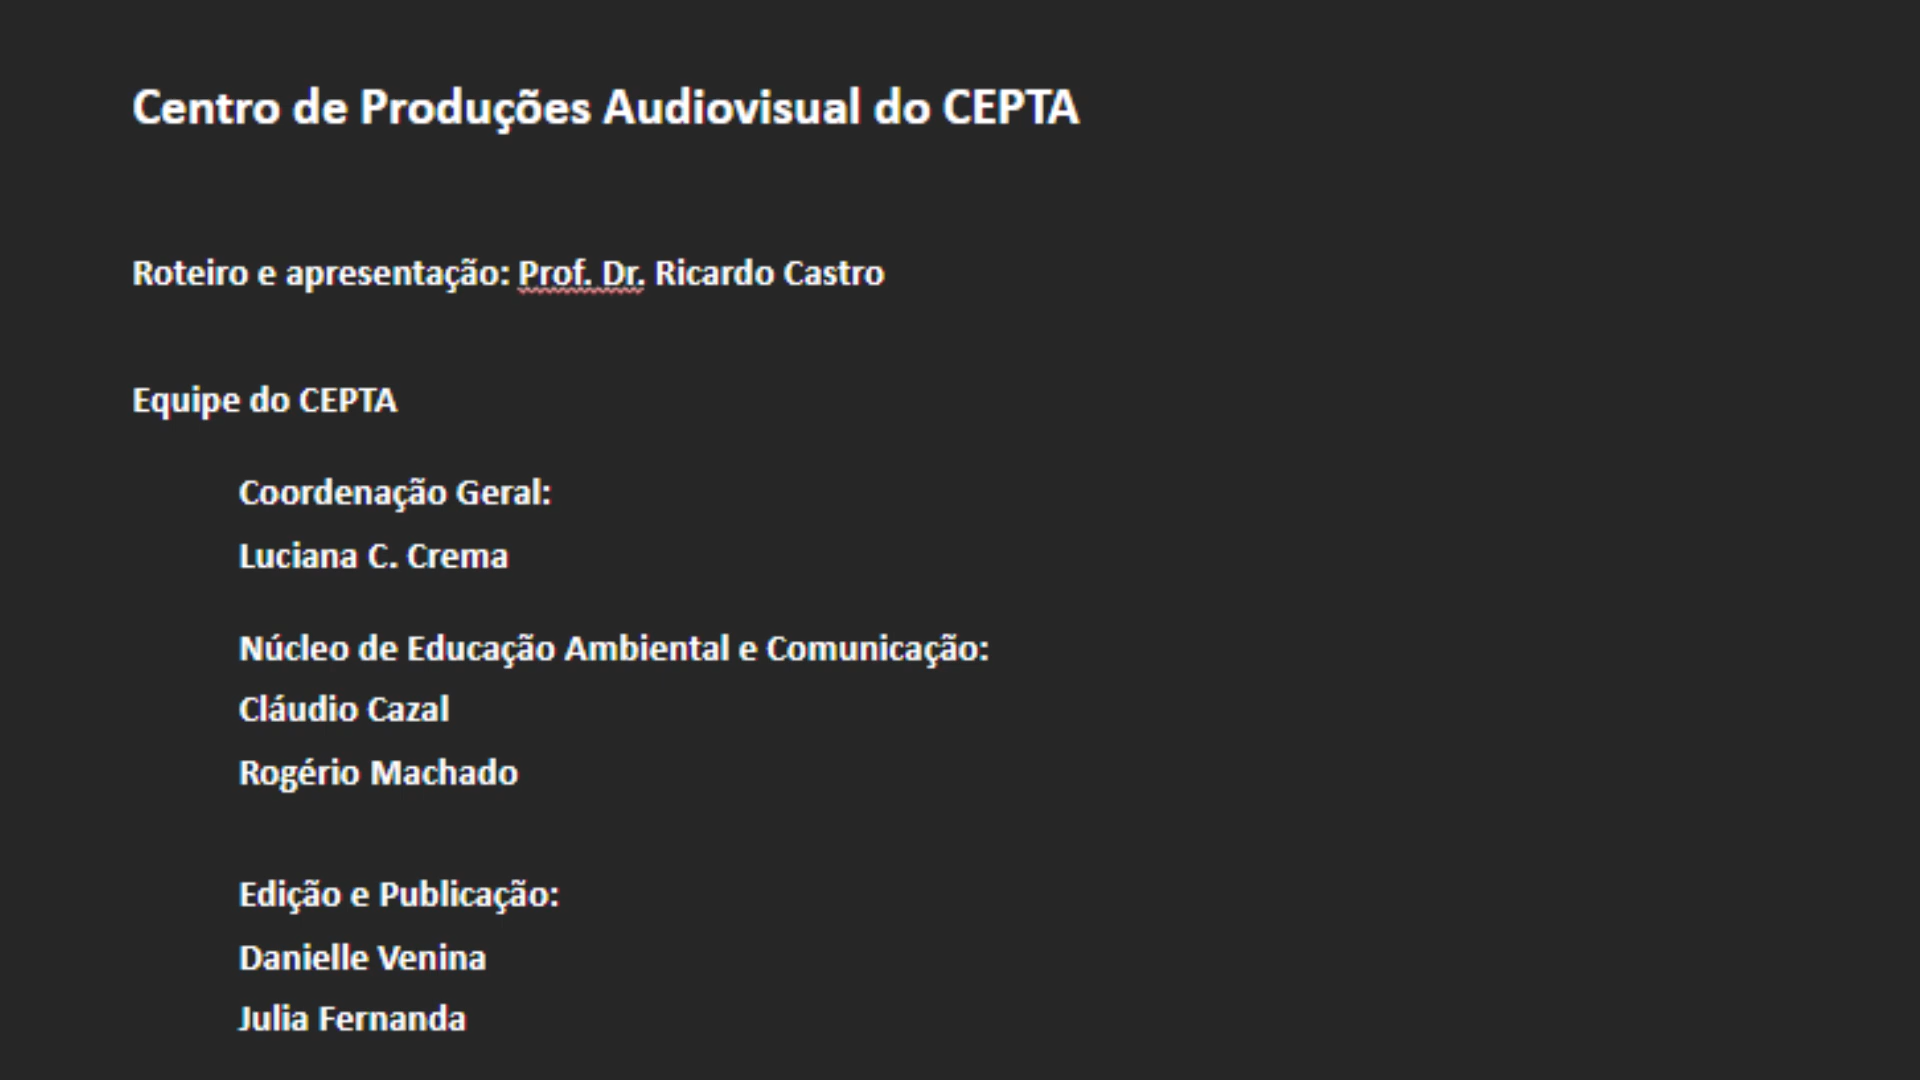 Centro de Produções Audiovisual do CEPTA
Roteiro e apresentação: Prof. Dr. Ricardo Castro
Equipe do CEPTA
Coordenação Geral:
Luciana C. Crema
Núcleo de Educação Ambiental e Comunicação:
Cláudio Cazal
Rogério Machado
Edição e Publicação:
Danielle Venina
Julia Fernanda